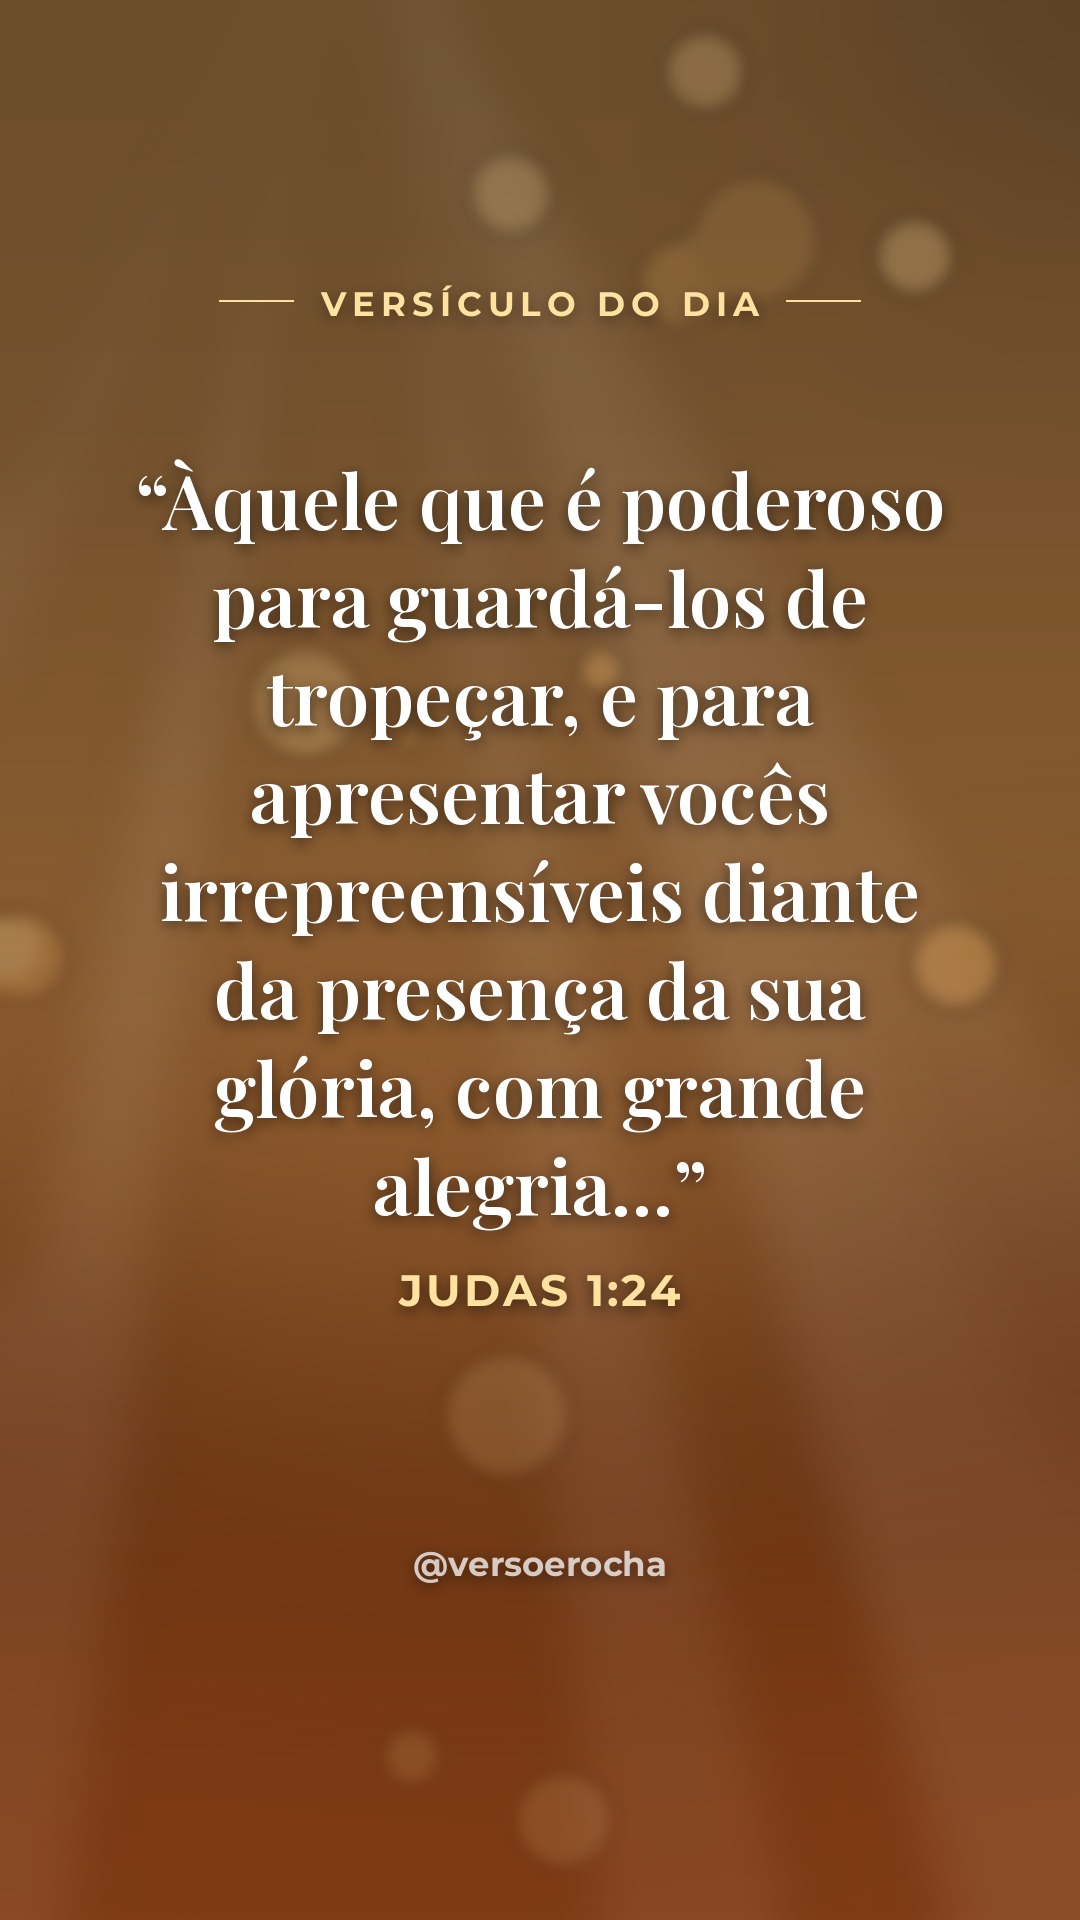 VERSÍCULO DO DIA
“Àquele que é poderoso
para guardá-los de
tropeçar, e para
apresentar vocês
irrepreensíveis diante
da presença da sua
glória, com grande
alegria...”
JUDAS 1:24
@versoerocha